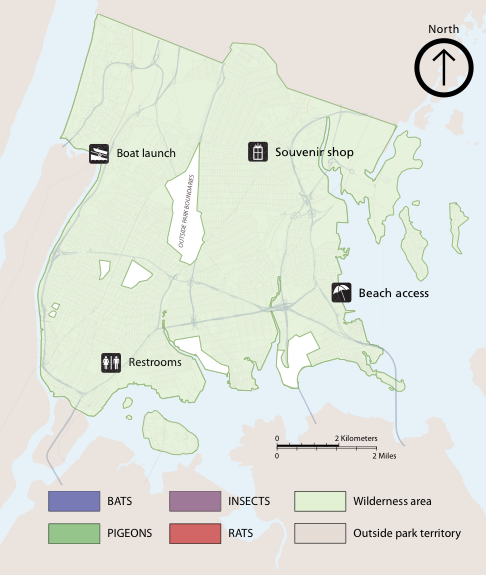 North
Boat launch
Souvenir shop
OUTSIDE PARK BOUNDARIES
Beach access
Restrooms
0 2 Kilometers
0 2 Miles
BATS INSECTS Wilderness area
PIGEONS RATS Outside park territory